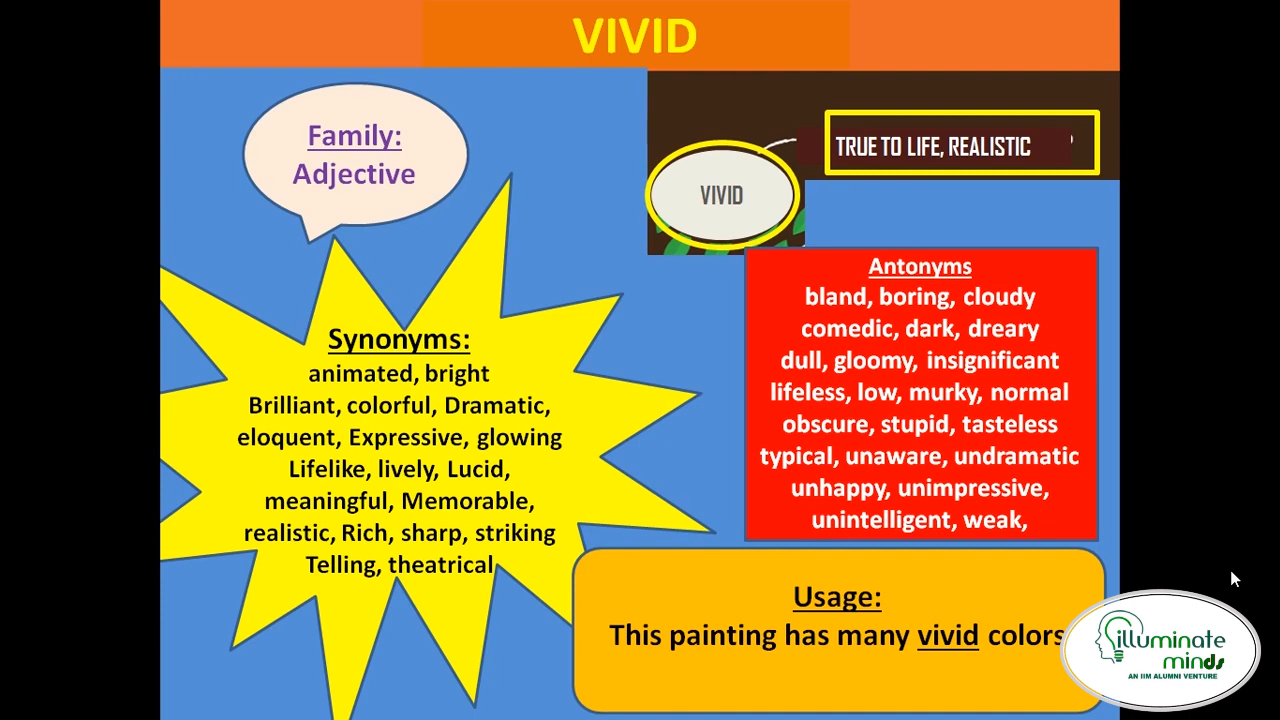 VIVID
Family:
Adjective
TRUE TO LIFE, REALISTIC
VIVID
Synonyms:
animated, bright
Brilliant, colorful, Dramatic,
eloquent, Expressive, glowing
Lifelike, lively, Lucid,
meaningful, Memorable,
realistic, Rich, sharp, striking
Telling, theatrical
Antonyms
bland, boring, cloudy
comedic, dark, dreary
dull, gloomy, insignificant
lifeless, low, murky, normal
obscure, stupid, tasteless
typical, unaware, undramatic
unhappy, unimpressive,
unintelligent, weak,
Usage:
This painting has many vivid colors
illuminate
minds
AN IIM ALUMNI VENTURE